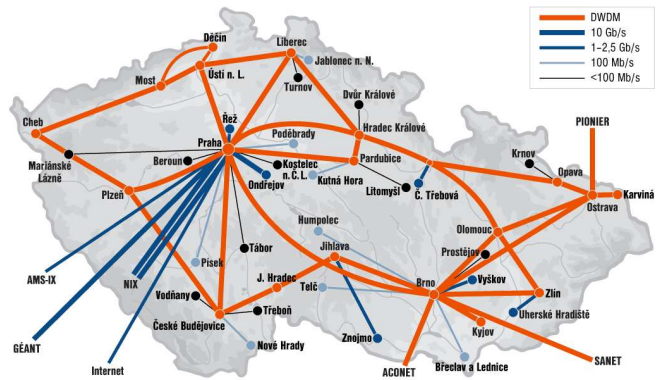 DWDM
10 Gb/s
1–2,5 Gb/s
100 Mb/s
<100 Mb/s
Děčín
Liberec
Jablonec n. N.
Ústí n. L.
Most
Turnov
Dvůr Králové
Cheb
Řež
Poděbrady
Hradec Králové
PIONIER
Praha
Mariánské
Lázně
Beroun
Kostelec
n. Č. L.
Pardubice
Krnov
Opava
Ondřejov
Kutná Hora
Litomyšl
Č. Třebová
Karviná
Ostrava
Plzeň
Humpolec
Olomouc
Tábor
Jihlava
Prostějov
Písek
AMS-IX
NIX
J. Hradec
Telč
Brno
Vyškov
Zlín
Vodňany
Třeboň
Uherské Hradiště
České Budějovice
Kyjov
Znojmo
Nové Hrady
GÉANT
Internet
ACONET
Břeclav a Lednice
SANET